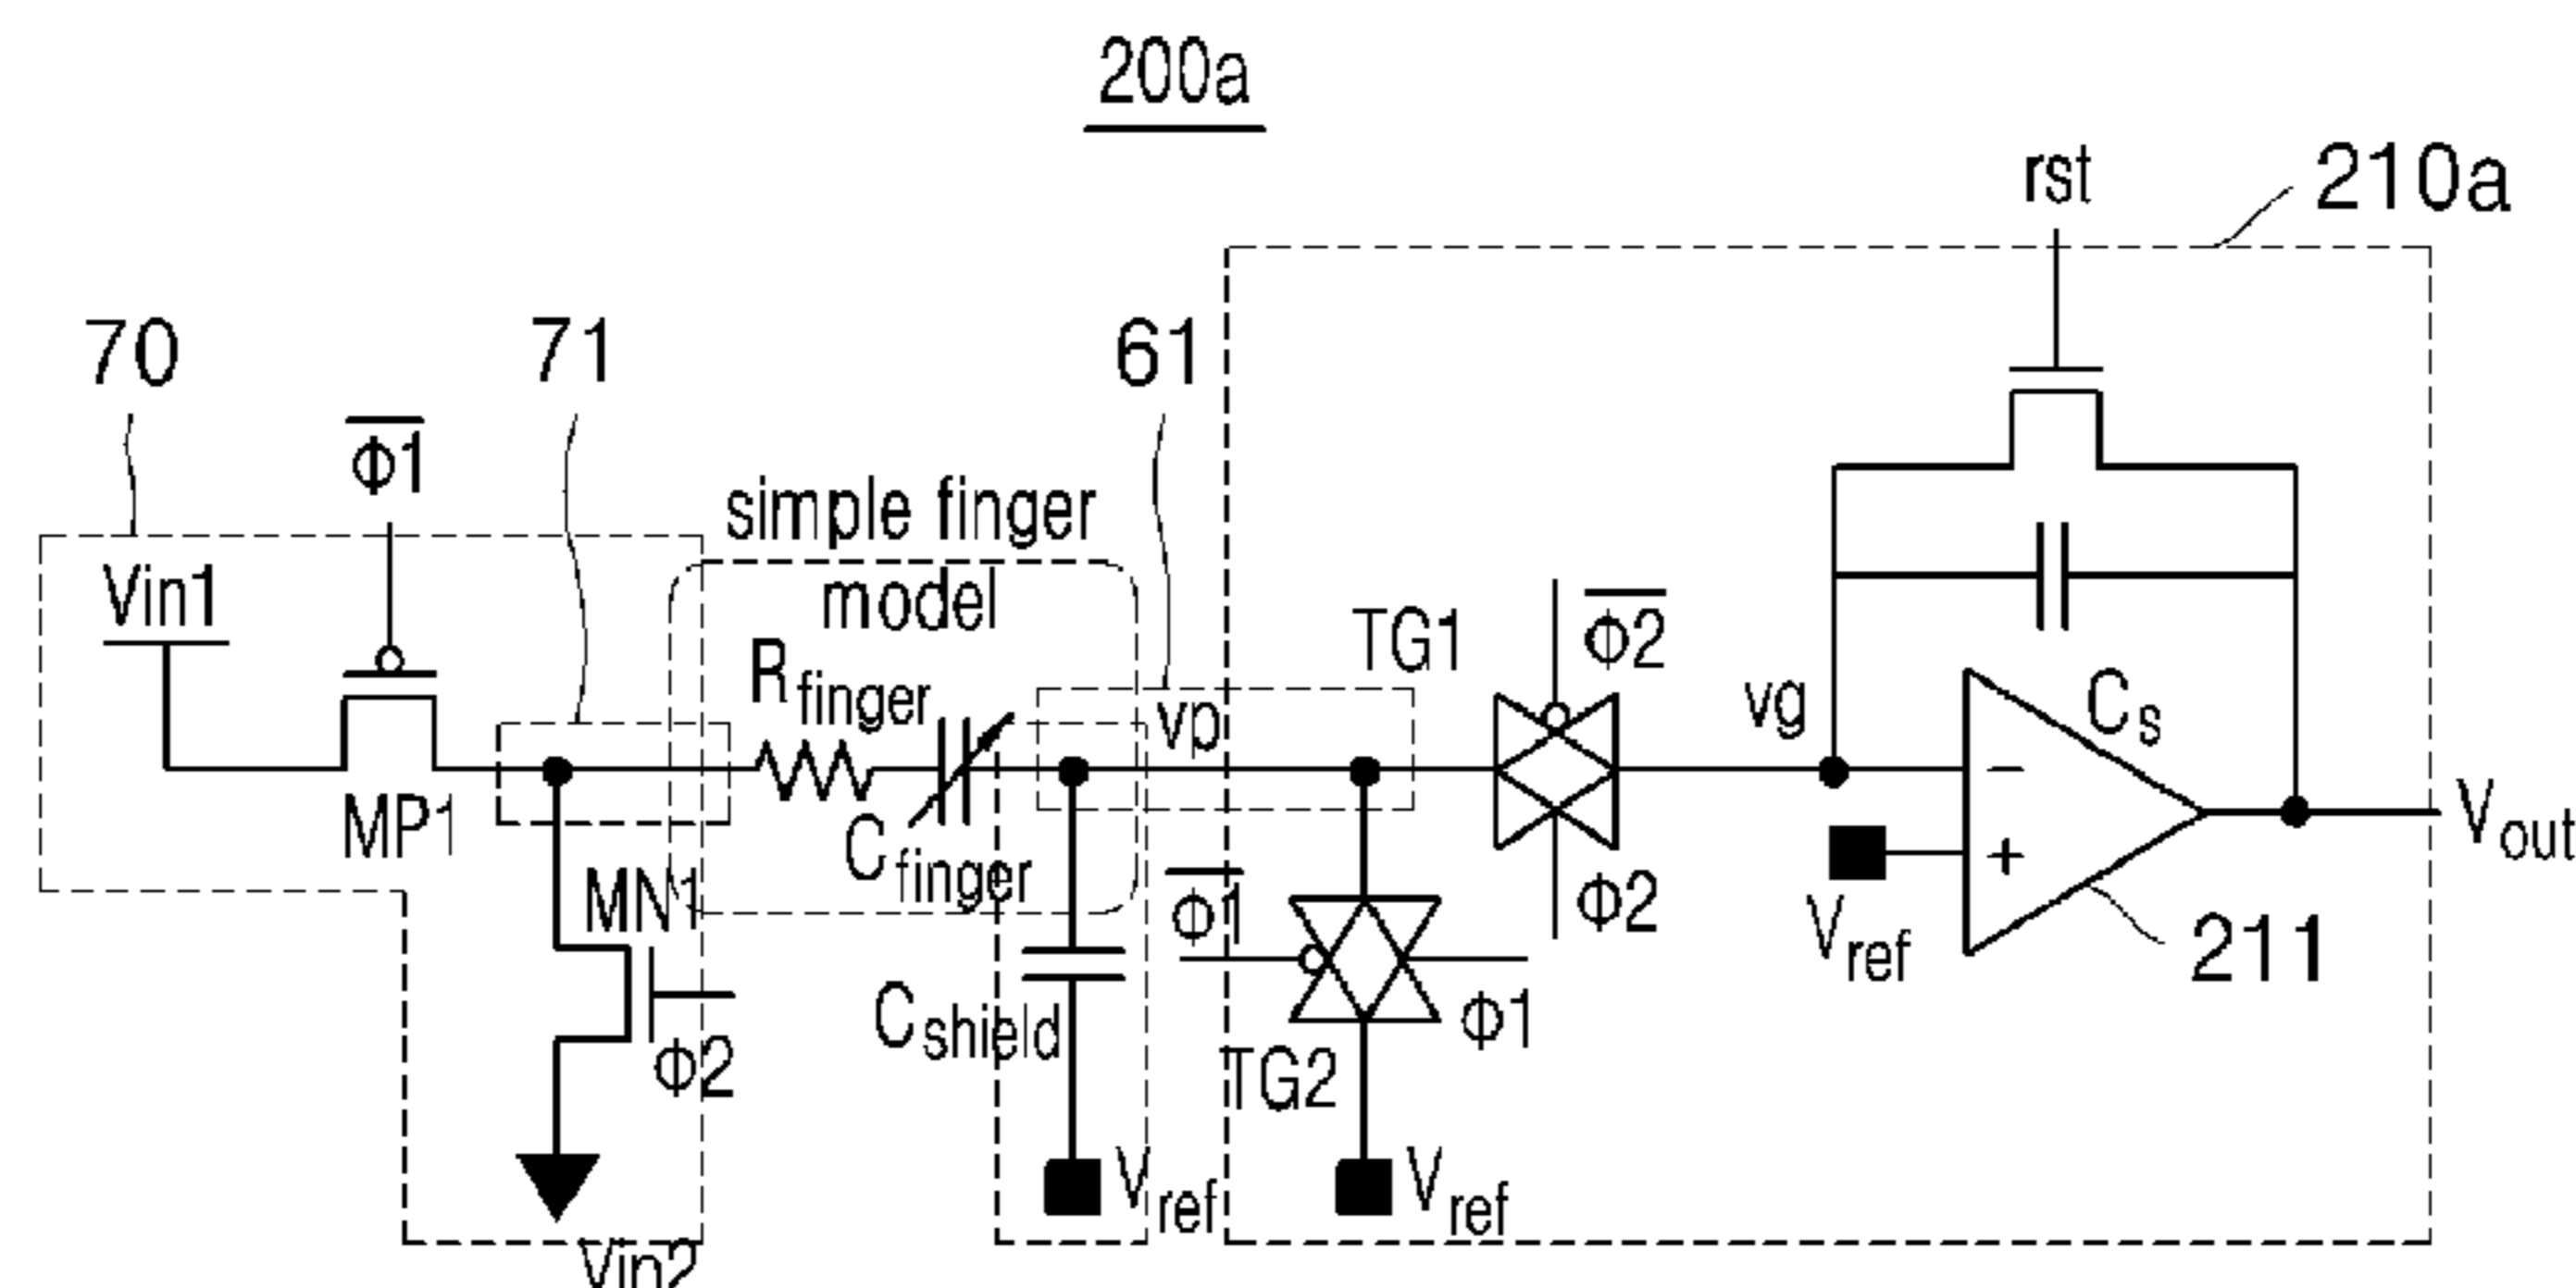 200a
rst
210a
70
71
61
Φ1
simple finger
model
Vin1
Rfinger
vp
TG1
Φ2
vg
Cs
MP1
Cfinger
MN1
Φ1
Φ2
Vref
Vout
211
Cshield
Φ1
Φ2
TG2
Vref
Vref
Vin2
−
+